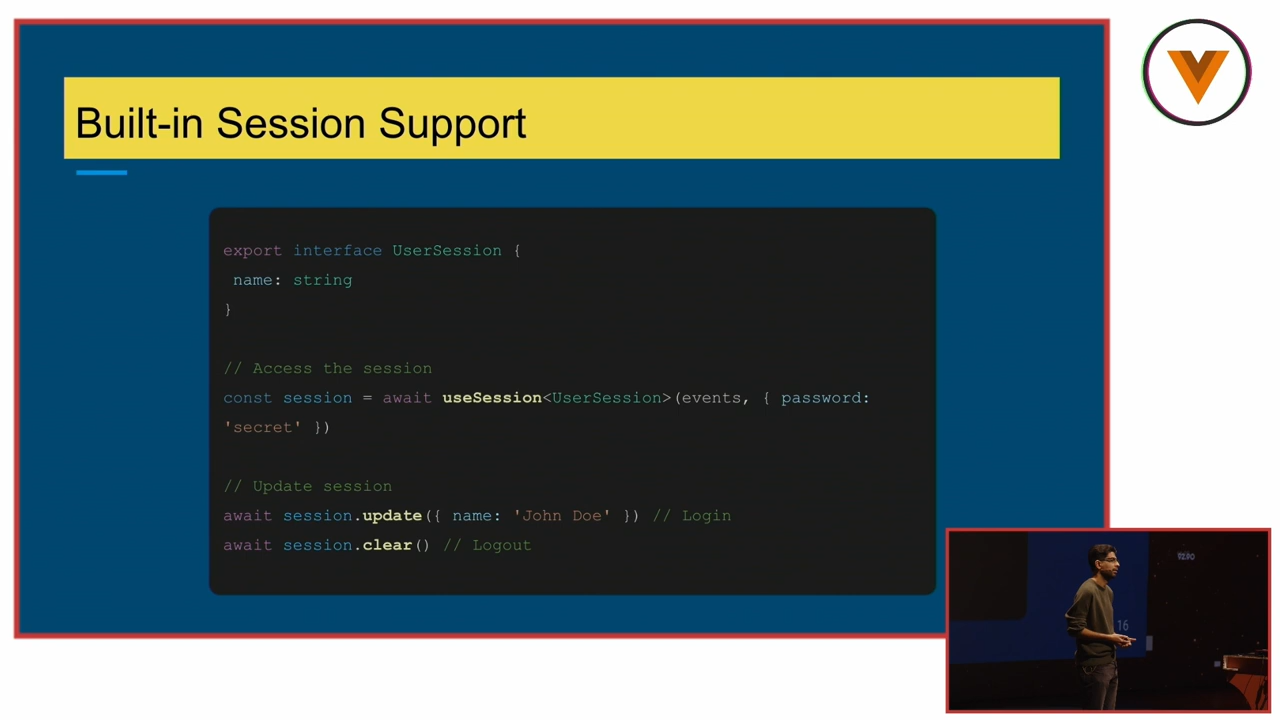 Built-in Session Support
export interface UserSession {
name: string
}
// Access the session
const session = await useSession<UserSession>(events, { password:
'secret' })
// Update session
await session.update({ name: 'John Doe' }) // Login
await session.clear() // Logout
16